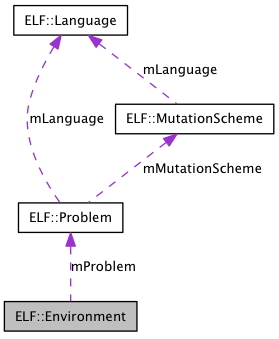 ELF::Language
mLanguage
mLanguage
ELF::MutationScheme
mMutationScheme
ELF::Problem
mProblem
ELF::Environment